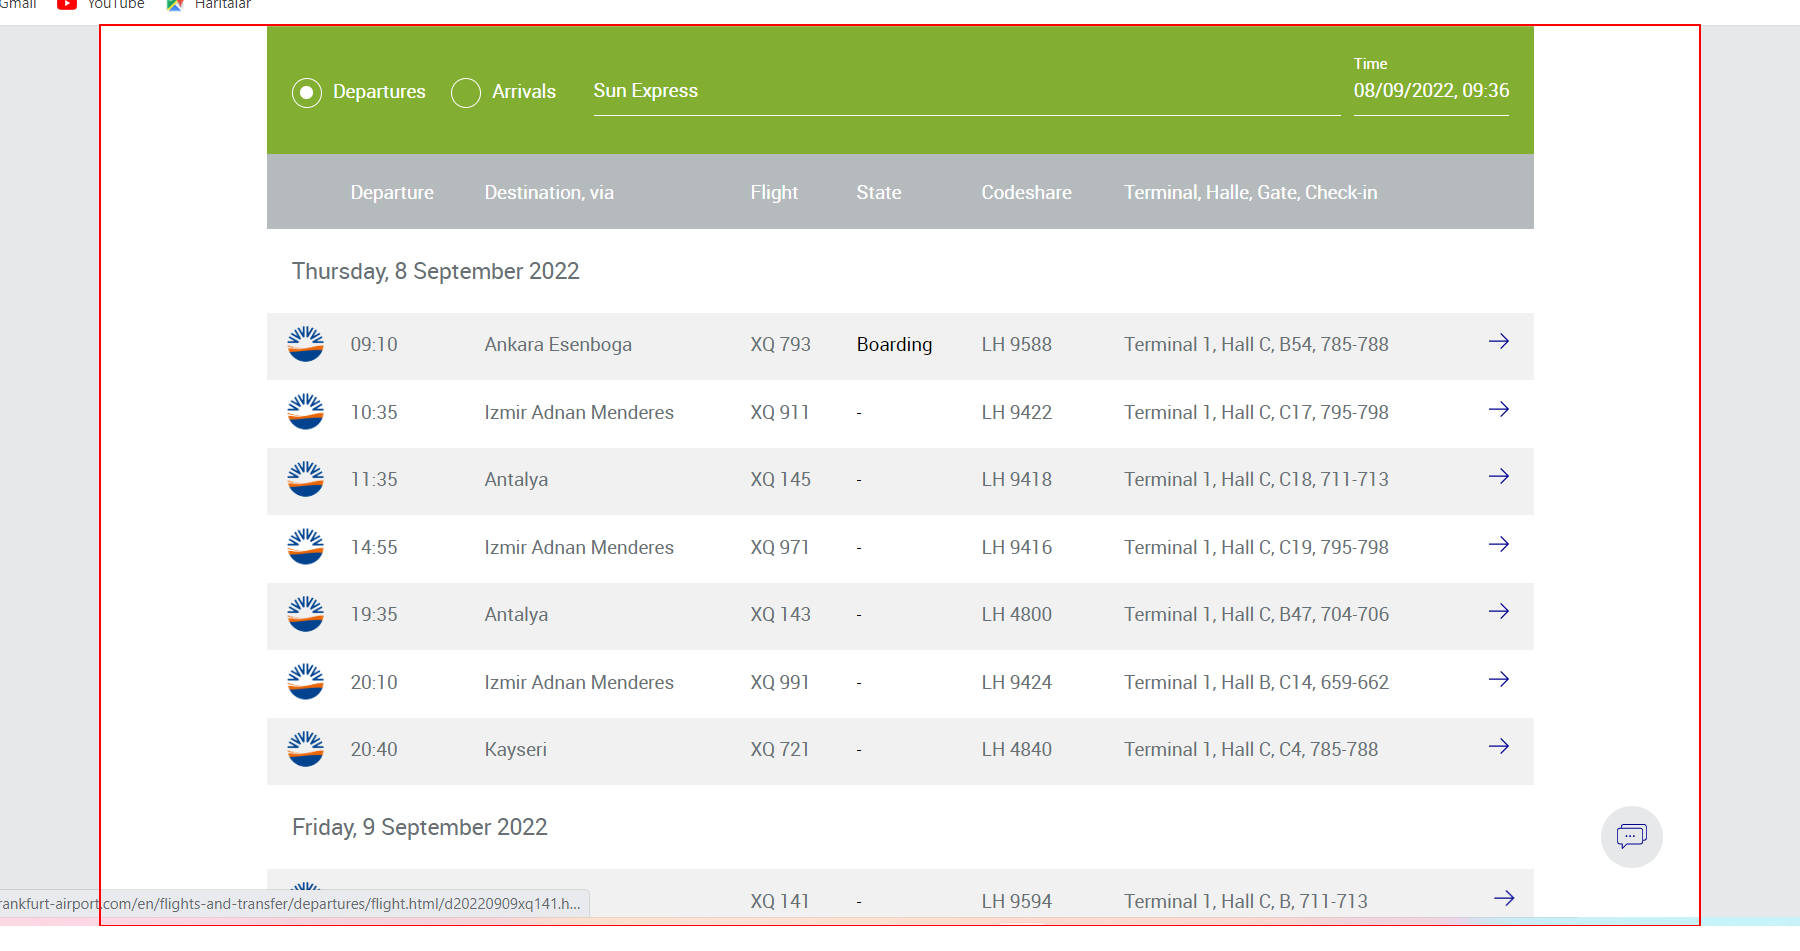 Gmail YouTube Haritalar
Time
Departures Arrivals Sun Express 08/09/2022, 09:36
Departure Destination, via Flight State Codeshare Terminal, Halle, Gate, Check-in
Thursday, 8 September 2022
09:10 Ankara Esenboga XQ 793 Boarding LH 9588 Terminal 1, Hall C, B54, 785-788
10:35 Izmir Adnan Menderes XQ 911 - LH 9422 Terminal 1, Hall C, C17, 795-798
11:35 Antalya XQ 145 - LH 9418 Terminal 1, Hall C, C18, 711-713
14:55 Izmir Adnan Menderes XQ 971 - LH 9416 Terminal 1, Hall C, C19, 795-798
19:35 Antalya XQ 143 - LH 4800 Terminal 1, Hall C, B47, 704-706
20:10 Izmir Adnan Menderes XQ 991 - LH 9424 Terminal 1, Hall B, C14, 659-662
20:40 Kayseri XQ 721 - LH 4840 Terminal 1, Hall C, C4, 785-788
Friday, 9 September 2022
XQ 141 - LH 9594 Terminal 1, Hall C, B, 711-713
rankfurt-airport.com/en/flights-and-transfer/departures/flight.html/d20220909xq141.h...